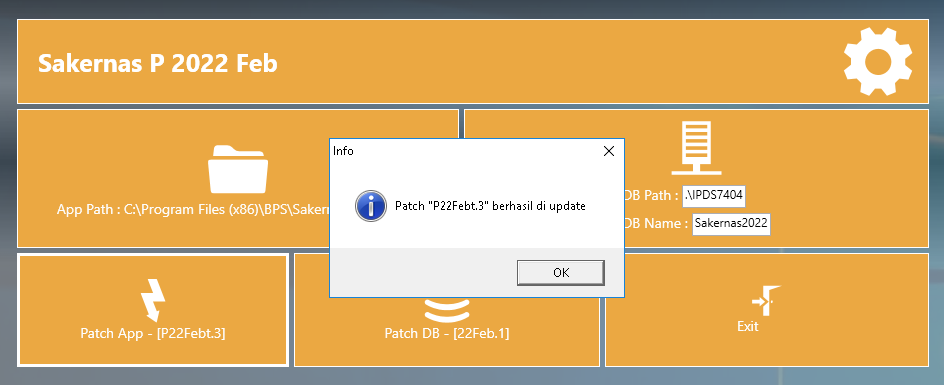 Sakernas P 2022 Feb
Info
Patch "P22Febt.3" berhasil di update
OK
App Path : C:\Program Files (x86)\BPS\Sakern
DB Path : .\IPDS7404
DB Name : Sakernas2022
Patch App - [P22Febt.3]
Patch DB - [22Feb.1]
Exit